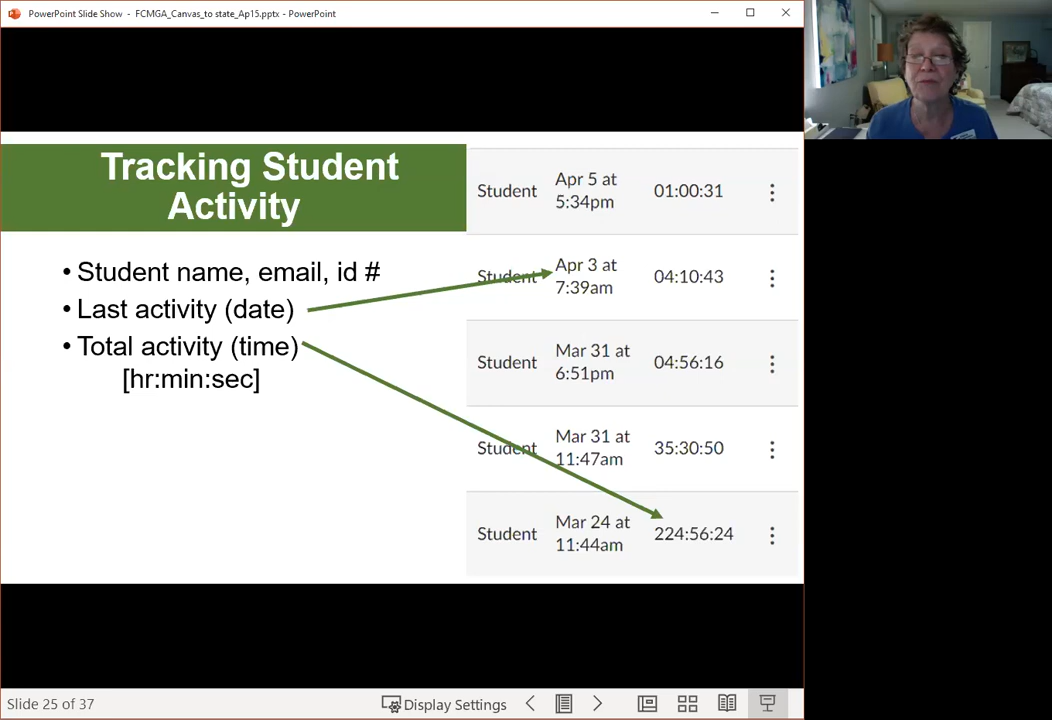 PowerPoint Slide Show - FCMGA_Canvas_to state_Ap15.pptx - PowerPoint
Tracking Student
Activity
• Student name, email, id #
• Last activity (date)
• Total activity (time)
[hr:min:sec]
Student Apr 5 at 5:34pm 01:00:31
Student Apr 3 at 7:39am 04:10:43
Student Mar 31 at 6:51pm 04:56:16
Student Mar 31 at 11:47am 35:30:50
Student Mar 24 at 11:44am 224:56:24
Slide 25 of 37
Display Settings